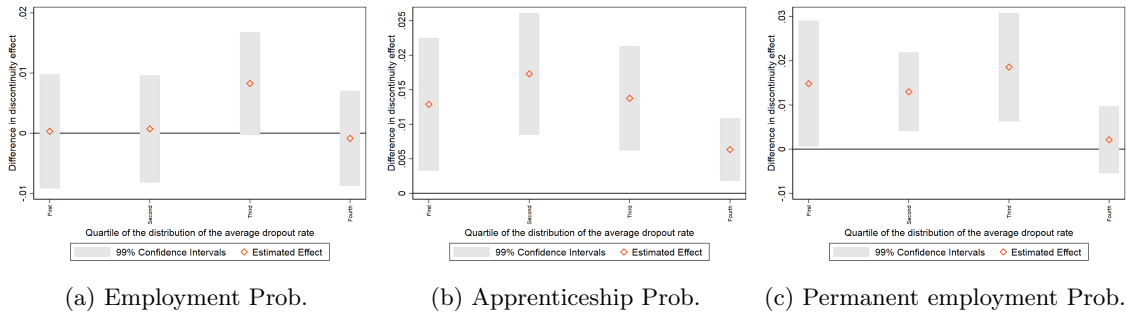 Difference in discontinuity effect
.02
.01
0
-.01
First
Second
Third
Fourth
Quartile of the distribution of the average dropout rate
99% Confidence Intervals
Estimated Effect
(a) Employment Prob.
Difference in discontinuity effect
.025
.02
.015
.01
.005
0
First
Second
Third
Fourth
Quartile of the distribution of the average dropout rate
99% Confidence Intervals
Estimated Effect
(b) Apprenticeship Prob.
Difference in discontinuity effect
.03
.02
.01
0
-.01
First
Second
Third
Fourth
Quartile of the distribution of the average dropout rate
99% Confidence Intervals
Estimated Effect
(c) Permanent employment Prob.